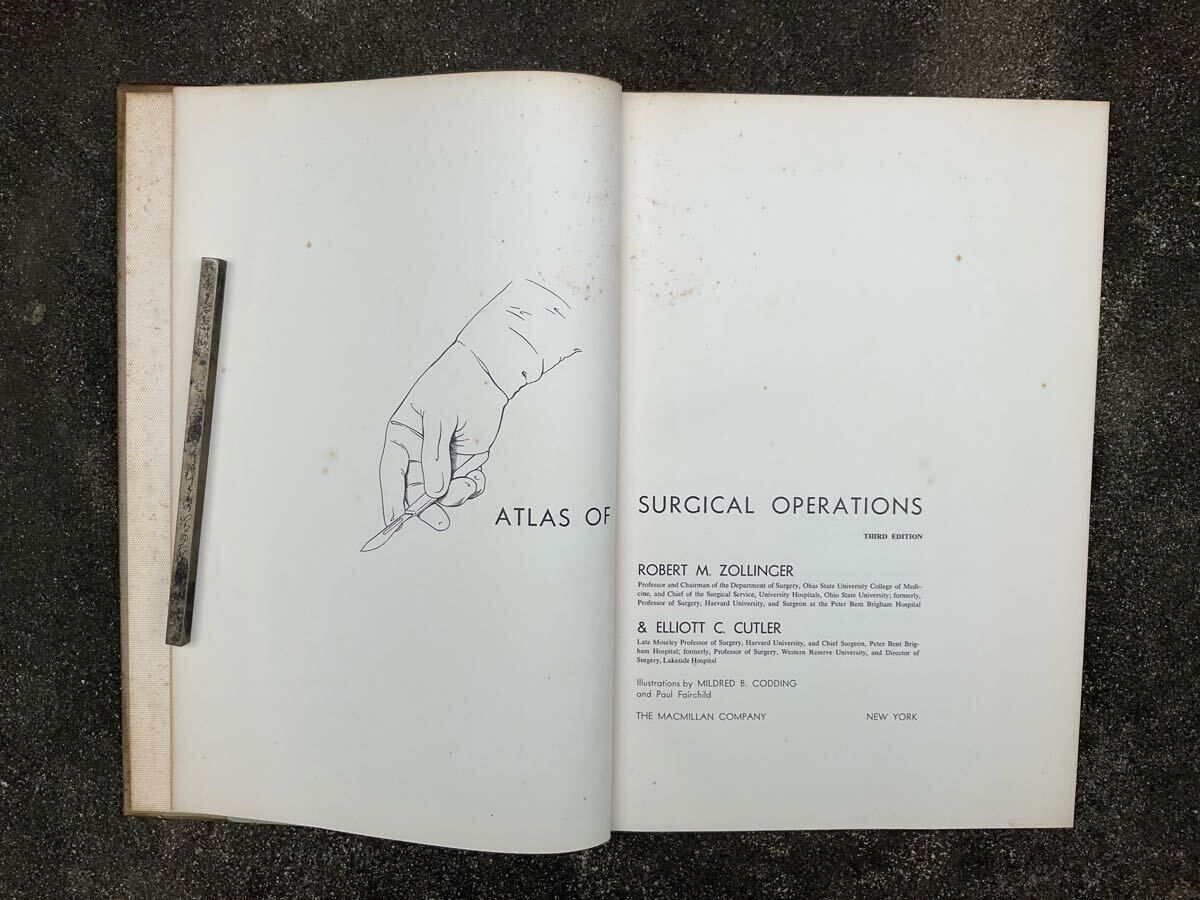 ATLAS OF SURGICAL OPERATIONS
THIRD EDITION
ROBERT M. ZOLLINGER
Professor and Chairman of the Department of Surgery, Ohio State University College of Medi-
cine, and Chief of the Surgical Service, University Hospitals, Ohio State University; formerly,
Professor of Surgery, Harvard University, and Surgeon at the Peter Bent Brigham Hospital
& ELLIOTT C. CUTLER
Late Moseley Professor of Surgery, Harvard University, and Chief Surgeon, Peter Bent Brig-
ham Hospital; formerly, Professor of Surgery, Western Reserve University, and Director of
Surgery, Lakeside Hospital
Illustrations by MILDRED B. CODDING
and Paul Fairchild
THE MACMILLAN COMPANY NEW YORK